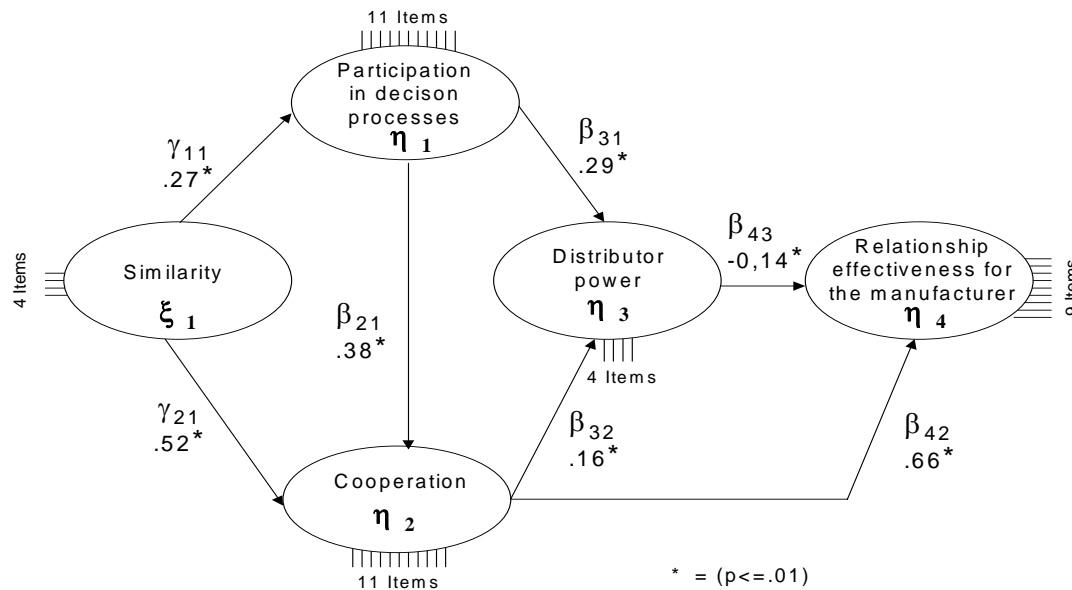 11 Items
Participation
in decison
processes
η 1
γ11
.27*
β31
.29*
4 Items
Similarity
ξ 1
β21
.38*
Distributor
power
η 3
4 Items
β43
-0,14*
Relationship
effectiveness for
the manufacturer
η 4
9 Items
γ21
.52*
β32
.16*
β42
.66*
Cooperation
η 2
11 Items
* = (p<=.01)